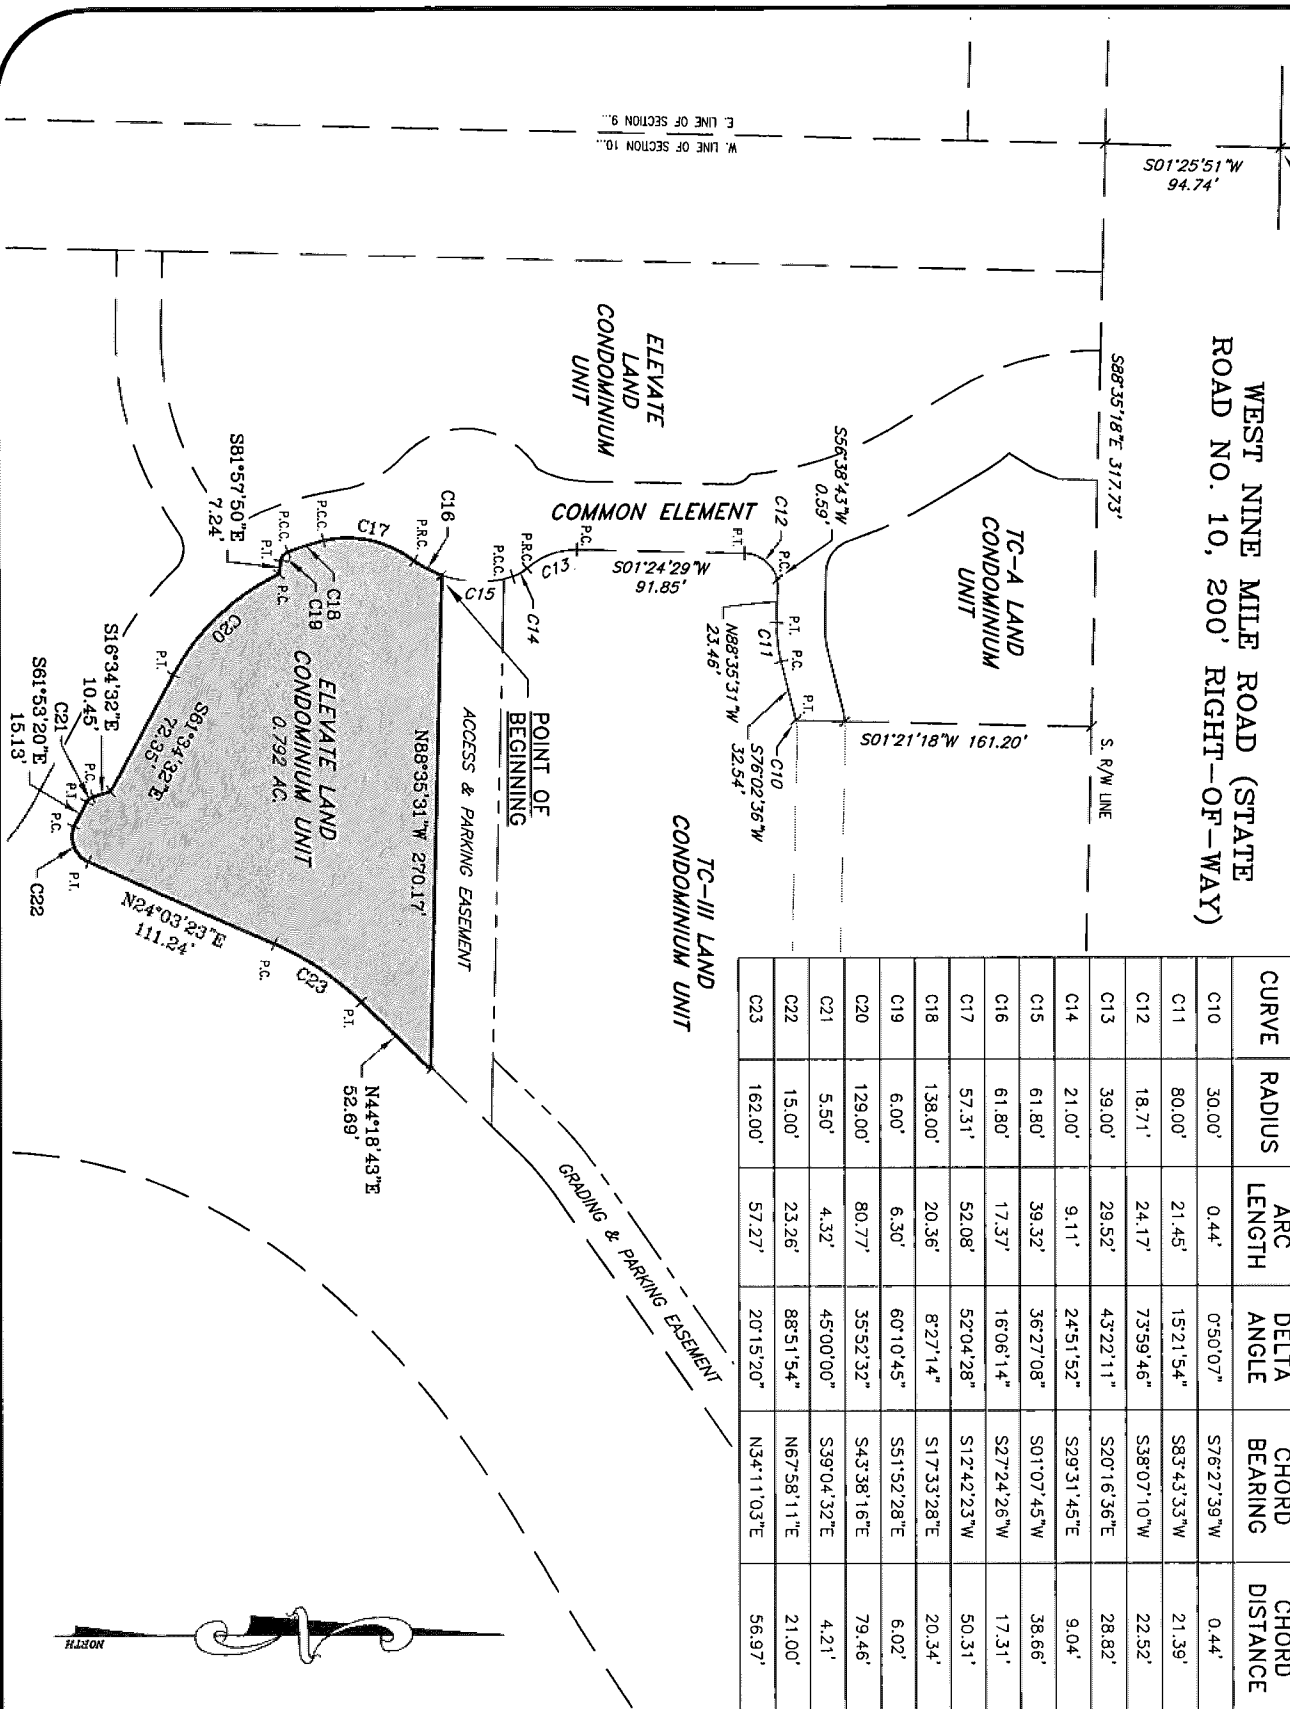 WEST NINE MILE ROAD (STATE
ROAD NO. 10, 200' RIGHT-OF-WAY)
S01°25'51"W
94.74'
E. LINE OF SECTION 9...
W. LINE OF SECTION 10...
S88°35'18"E 317.73'
S. R/W LINE
TC-A LAND
CONDOMINIUM
UNIT
S01°21'18"W 161.20'
ELEVATE
LAND
CONDOMINIUM
UNIT
COMMON ELEMENT
S56°38'43"W
0.59'
C12
P.C.
P.T.
P.T.
C11
P.C.
P.T.
C10
N88°35'31"W
23.46'
S76°02'36"W
32.54'
S01°24'29"W
91.85'
P.C.
C13
P.R.C.
C14
P.C.C.
C15
C16
P.R.C.
C17
P.C.C.
C18
P.C.C.
C19
P.T.
P.C.
S81°57'50"E
7.24'
C20
P.T.
POINT OF
BEGINNING
TC-III LAND
CONDOMINIUM UNIT
ACCESS & PARKING EASEMENT
N88°35'31"W 270.17'
ELEVATE LAND
CONDOMINIUM UNIT
0.792 AC.
S61°34'32"E
72.35'
S16°34'32"E
10.45'
C21
P.C.
P.T.
S61°53'20"E
15.13'
P.C.
C22
P.T.
N24°03'23"E
111.24'
P.C.
C23
P.T.
N44°18'43"E
52.69'
GRADING & PARKING EASEMENT
CURVE RADIUS ARC LENGTH DELTA ANGLE CHORD BEARING CHORD DISTANCE
C10 30.00' 0.44' 0°50'07" S76°27'39"W 0.44'
C11 80.00' 21.45' 15°21'54" S83°43'33"W 21.39'
C12 18.71' 24.17' 73°59'46" S38°07'10"W 22.52'
C13 39.00' 29.52' 43°22'11" S20°16'36"E 28.82'
C14 21.00' 9.11' 24°51'52" S29°31'45"E 9.04'
C15 61.80' 39.32' 36°27'08" S01°07'45"W 38.66'
C16 61.80' 17.37' 16°06'14" S27°24'26"W 17.31'
C17 57.31' 52.08' 52°04'28" S12°42'23"W 50.31'
C18 138.00' 20.36' 8°27'14" S17°33'28"E 20.34'
C19 6.00' 6.30' 60°10'45" S51°52'28"E 6.02'
C20 129.00' 80.77' 35°52'32" S43°38'16"E 79.46'
C21 5.50' 4.32' 45°00'00" S39°04'32"E 4.21'
C22 15.00' 23.26' 88°51'54" N67°58'11"E 21.00'
C23 162.00' 57.27' 20°15'20" N34°11'03"E 56.97'
NORTH